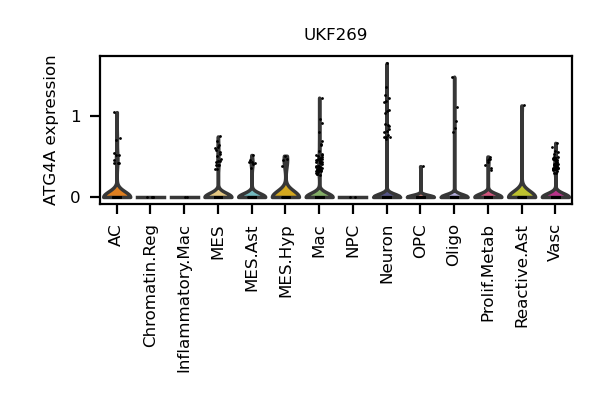 UKF269
ATG4A expression
1
0
AC
Chromatin.Reg
Inflammatory.Mac
MES
MES.Ast
MES.Hyp
Mac
NPC
Neuron
OPC
Oligo
Prolif.Metab
Reactive.Ast
Vasc